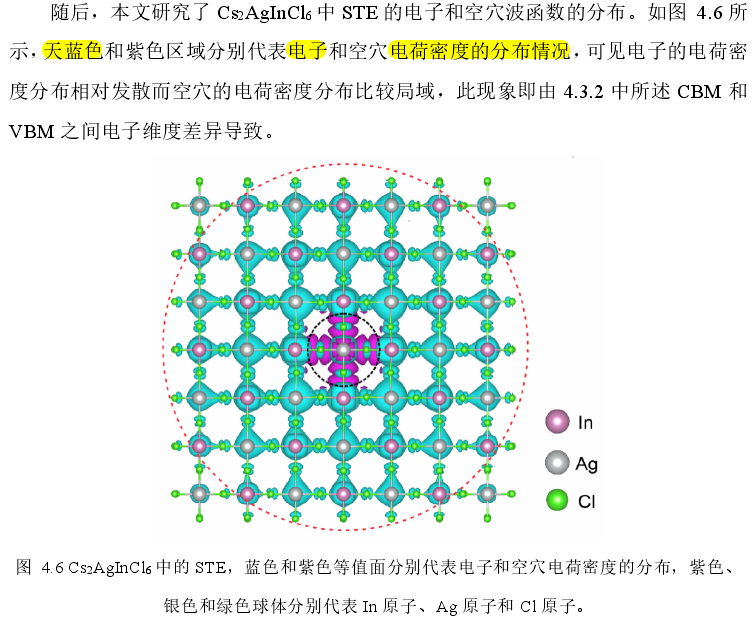 随后，本文研究了 Cs₂AgInCl₆ 中 STE 的电子和空穴波函数的分布。如图 4.6 所
示，天蓝色和紫色区域分别代表电子和空穴电荷密度的分布情况，可见电子的电荷密
度分布相对发散而空穴的电荷密度分布比较局域，此现象即由 4.3.2 中所述 CBM 和
VBM 之间电子维度差异导致。
In
Ag
Cl
图 4.6 Cs₂AgInCl₆ 中的 STE，蓝色和紫色等值面分别代表电子和空穴电荷密度的分布，紫色、
银色和绿色球体分别代表 In 原子、Ag 原子和 Cl 原子。